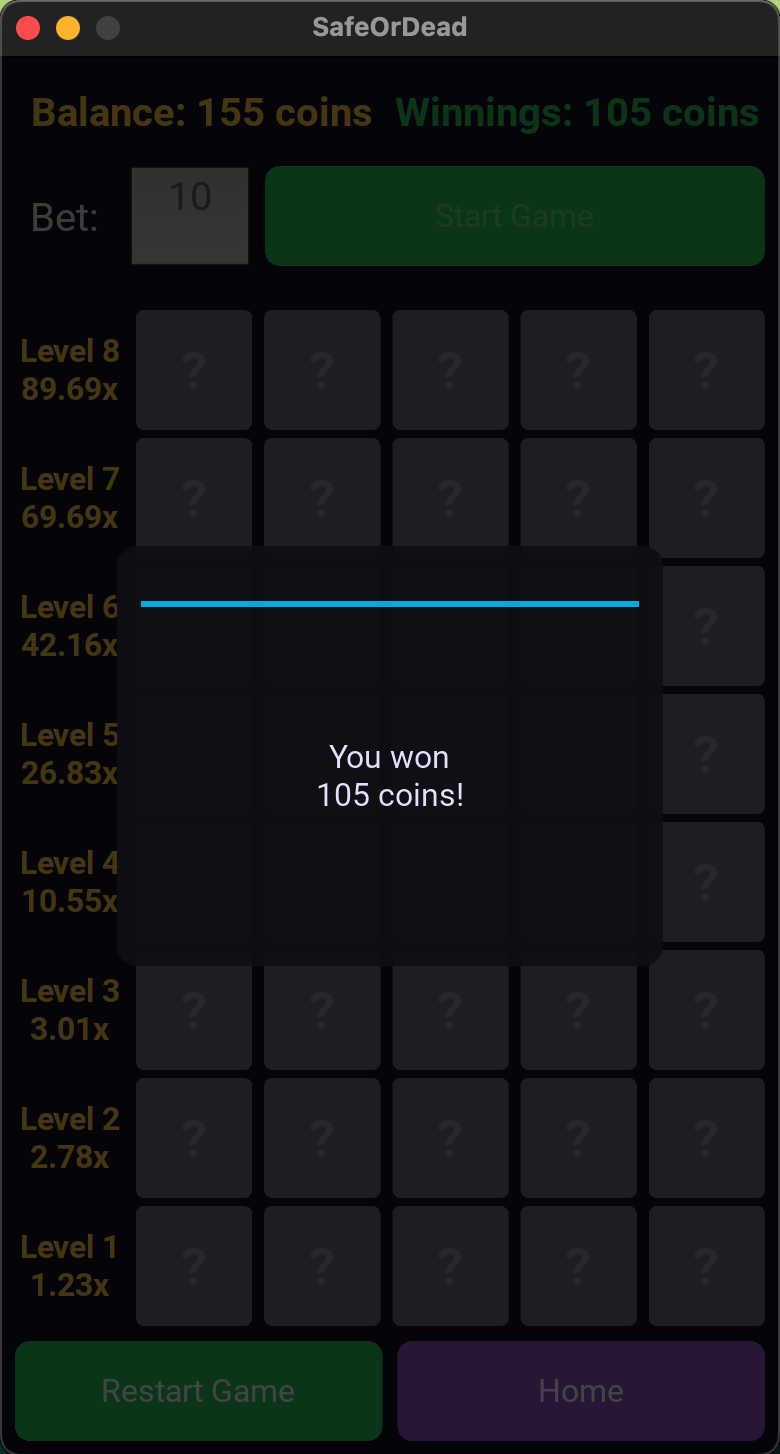 SafeOrDead
Balance: 155 coins Winnings: 105 coins
Bet: 10 Start Game
Level 8 ? ? ? ? ?
89.69x
Level 7 ? ? ? ? ?
69.69x
Level 6 ?
42.16x
You won
105 coins!
Level 5 ?
26.83x
Level 4 ?
10.55x
Level 3 ? ? ? ? ?
3.01x
Level 2 ? ? ? ? ?
2.78x
Level 1 ? ? ? ? ?
1.23x
Restart Game Home